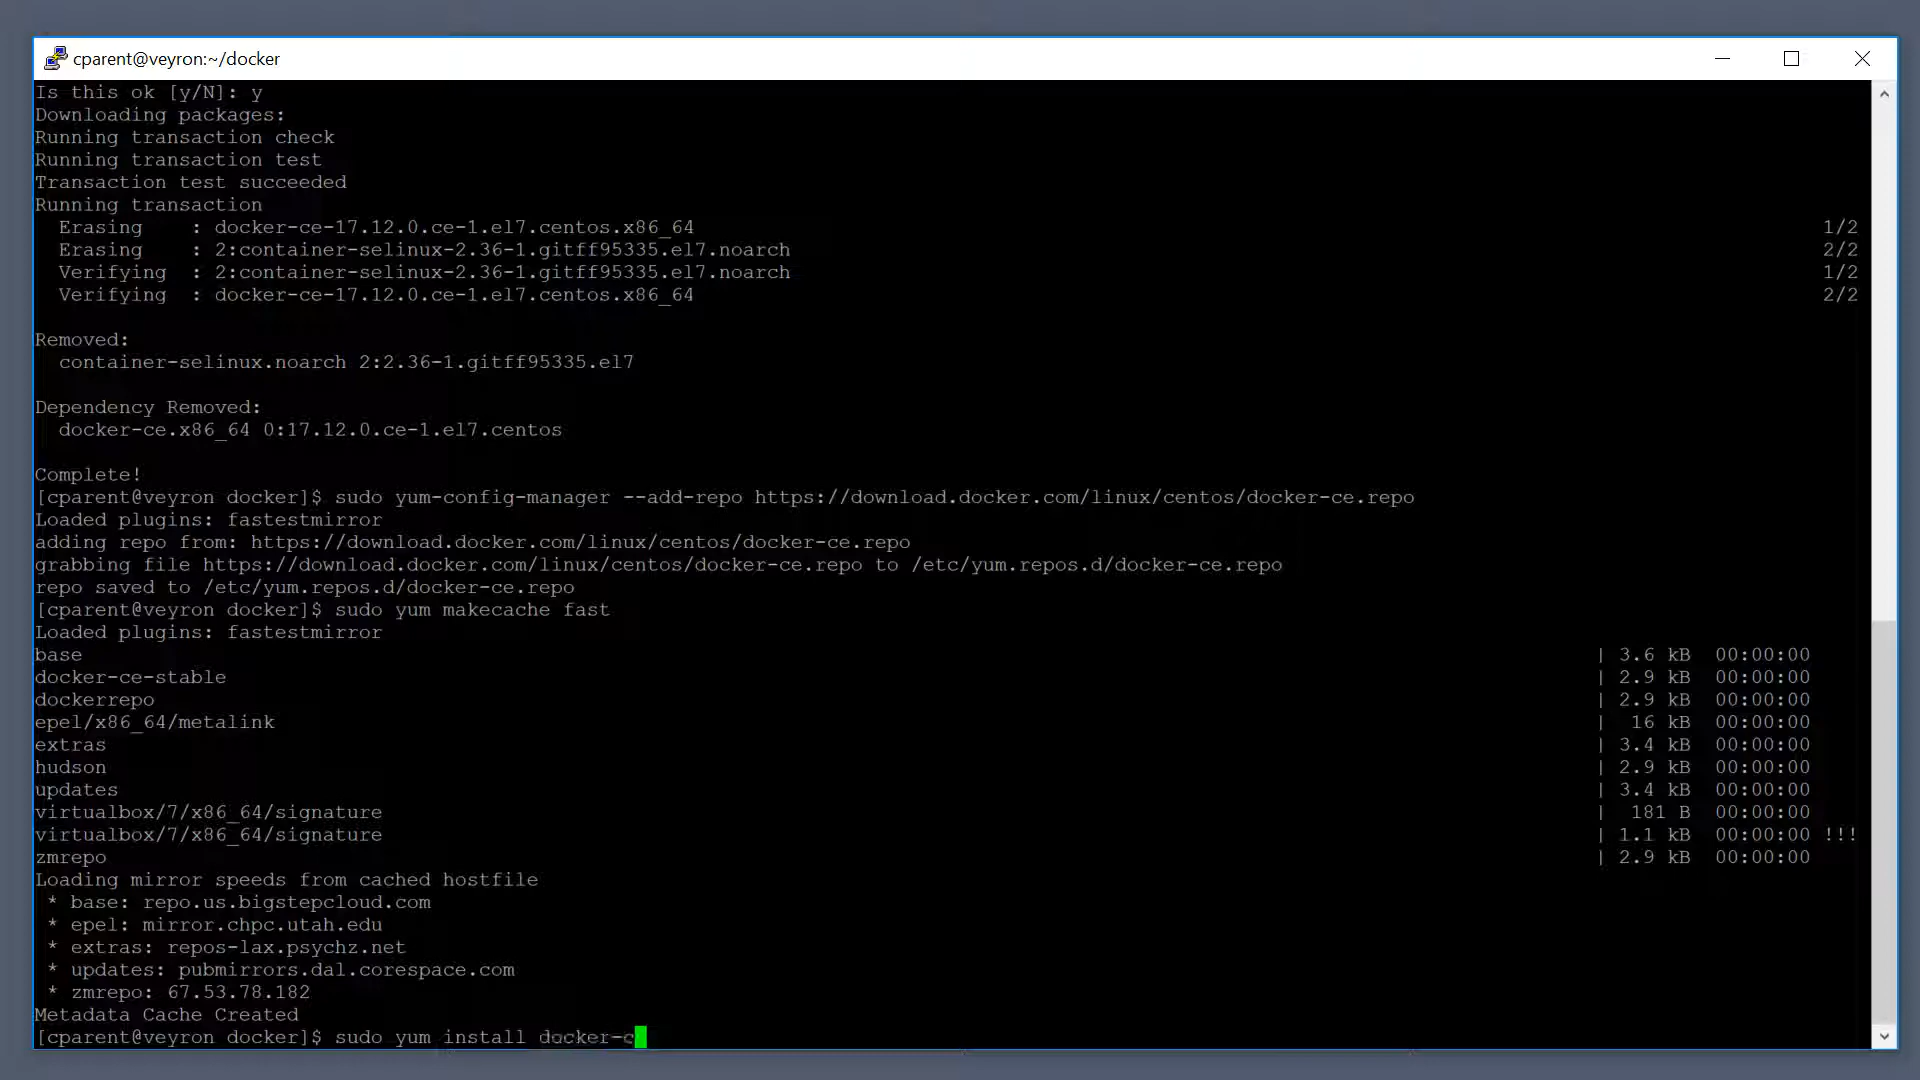 cparent@veyron:~/docker
Is this ok [y/N]: y
Downloading packages:
Running transaction check
Running transaction test
Transaction test succeeded
Running transaction
  Erasing    : docker-ce-17.12.0.ce-1.el7.centos.x86_64    1/2
  Erasing    : 2:container-selinux-2.36-1.gitff95335.el7.noarch    2/2
  Verifying  : 2:container-selinux-2.36-1.gitff95335.el7.noarch    1/2
  Verifying  : docker-ce-17.12.0.ce-1.el7.centos.x86_64    2/2
Removed:
  container-selinux.noarch 2:2.36-1.gitff95335.el7
Dependency Removed:
  docker-ce.x86_64 0:17.12.0.ce-1.el7.centos
Complete!
[cparent@veyron docker]$ sudo yum-config-manager --add-repo https://download.docker.com/linux/centos/docker-ce.repo
Loaded plugins: fastestmirror
adding repo from: https://download.docker.com/linux/centos/docker-ce.repo
grabbing file https://download.docker.com/linux/centos/docker-ce.repo to /etc/yum.repos.d/docker-ce.repo
repo saved to /etc/yum.repos.d/docker-ce.repo
[cparent@veyron docker]$ sudo yum makecache fast
Loaded plugins: fastestmirror
base    | 3.6 kB  00:00:00
docker-ce-stable    | 2.9 kB  00:00:00
dockerrepo    | 2.9 kB  00:00:00
epel/x86_64/metalink    |  16 kB  00:00:00
extras    | 3.4 kB  00:00:00
hudson    | 2.9 kB  00:00:00
updates    | 3.4 kB  00:00:00
virtualbox/7/x86_64/signature    |  181 B  00:00:00
virtualbox/7/x86_64/signature    | 1.1 kB  00:00:00 !!!
zmrepo    | 2.9 kB  00:00:00
Loading mirror speeds from cached hostfile
 * base: repo.us.bigstepcloud.com
 * epel: mirror.chpc.utah.edu
 * extras: repos-lax.psychz.net
 * updates: pubmirrors.dal.corespace.com
 * zmrepo: 67.53.78.182
Metadata Cache Created
[cparent@veyron docker]$ sudo yum install docker-c